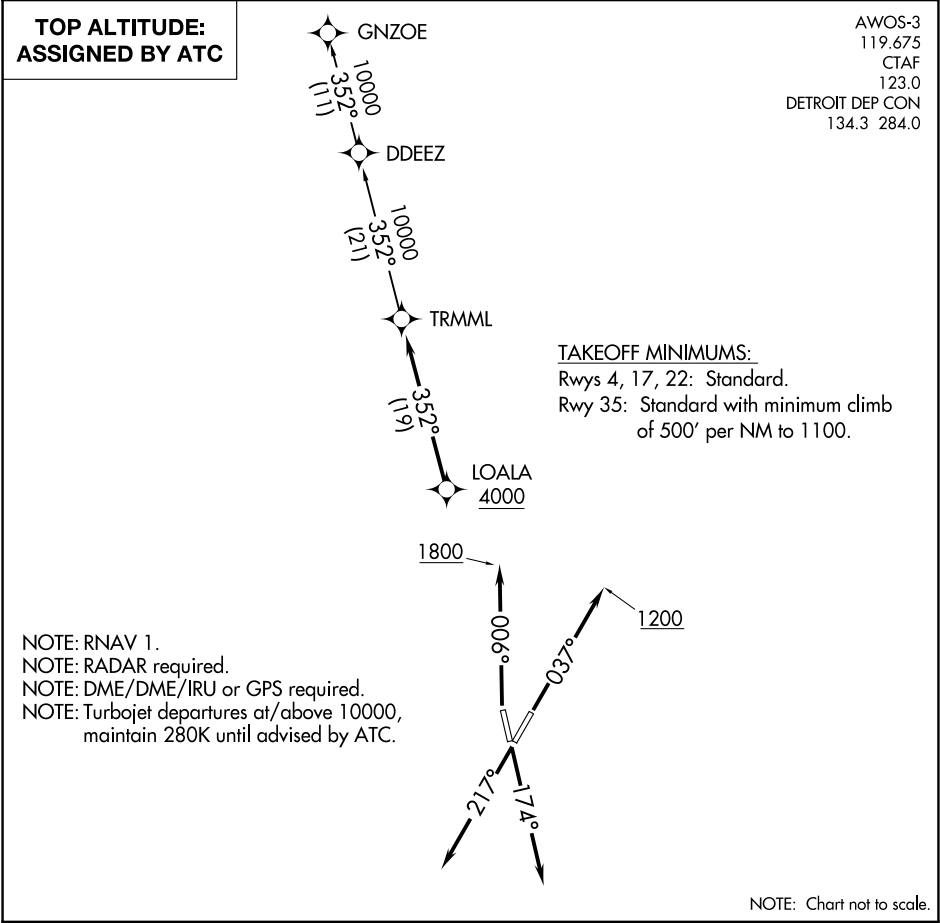 TOP ALTITUDE:
ASSIGNED BY ATC
AWOS-3
119.675
CTAF
123.0
DETROIT DEP CON
134.3 284.0
GNZOE
10000
352°
(11)
DDEEZ
10000
352°
(21)
TRMML
352°
(19)
TAKEOFF MINIMUMS:
Rwys 4, 17, 22: Standard.
Rwy 35: Standard with minimum climb
of 500' per NM to 1100.
LOALA
4000
1800
1200
006°
037°
217°
174°
NOTE: RNAV 1.
NOTE: RADAR required.
NOTE: DME/DME/IRU or GPS required.
NOTE: Turbojet departures at/above 10000,
maintain 280K until advised by ATC.
NOTE: Chart not to scale.